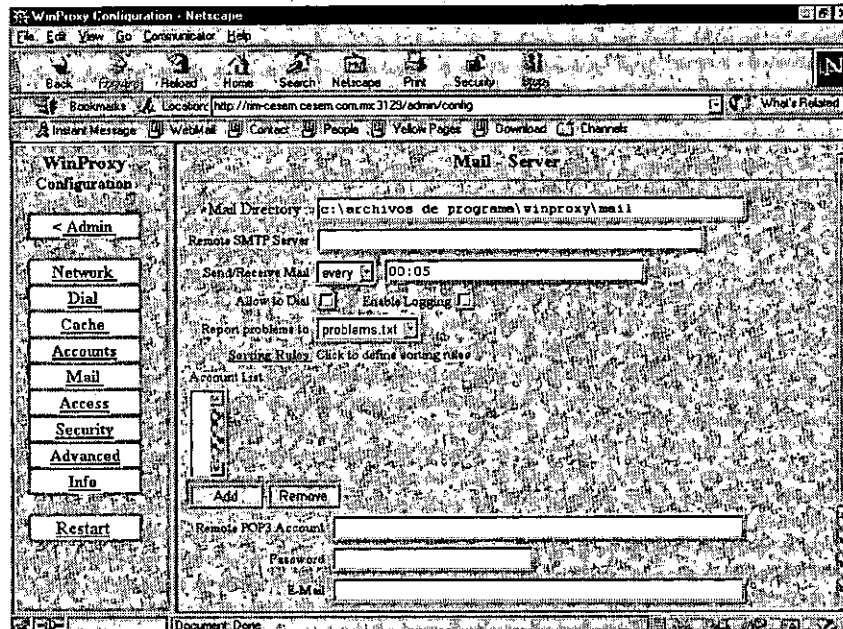 WinProxy Configuration - Netscape
File Edit View Go Communicator Help
Back Forward Reload Home Search Netscape Print Security Stop
Bookmarks Location: http://rim-cesem.cesem.com.mx:3129/admin/config What's Related
Instant Message WebMail Contact People Yellow Pages Download Channels
WinProxy
Configuration
< Admin
Network
Dial
Cache
Accounts
Mail
Access
Security
Advanced
Info
Restart
Mail - Server
Mail Directory c:\archivos de programa\winproxy\mail
Remote SMTP Server
Send/Receive Mail every 00:05
Allow to Dial Enable Logging
Report problems to problems.txt
Sorting Rules Click to define sorting rules
Account List
Add Remove
Remote POP3 Account
Password
E-Mail
Document: Done